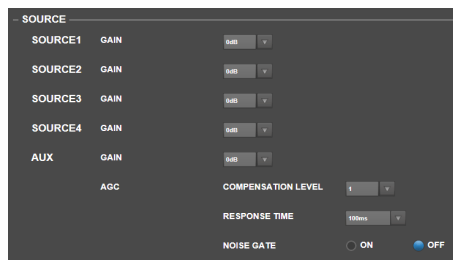 SOURCE
SOURCE1 GAIN 0dB
SOURCE2 GAIN 0dB
SOURCE3 GAIN 0dB
SOURCE4 GAIN 0dB
AUX GAIN 0dB
AGC COMPENSATION LEVEL 1
RESPONSE TIME 100ms
NOISE GATE ON OFF